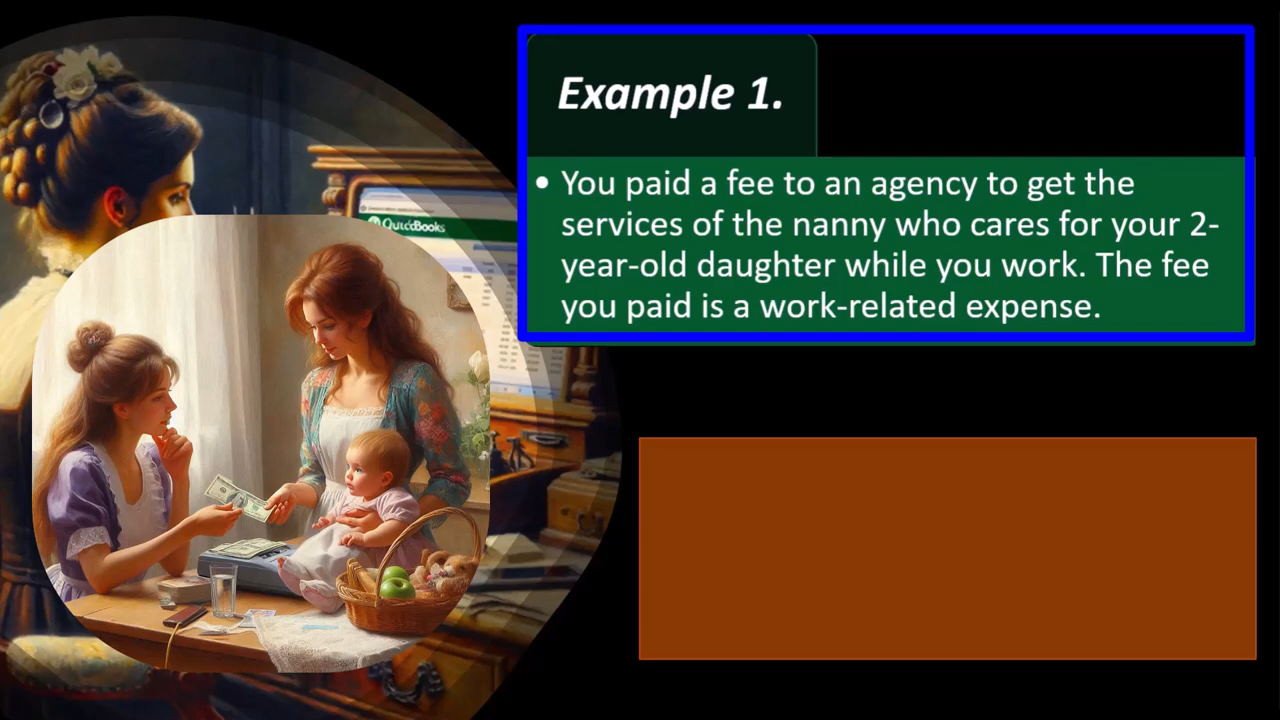 Example 1.
• You paid a fee to an agency to get the
services of the nanny who cares for your 2-
year-old daughter while you work. The fee
you paid is a work-related expense.
QuickBooks